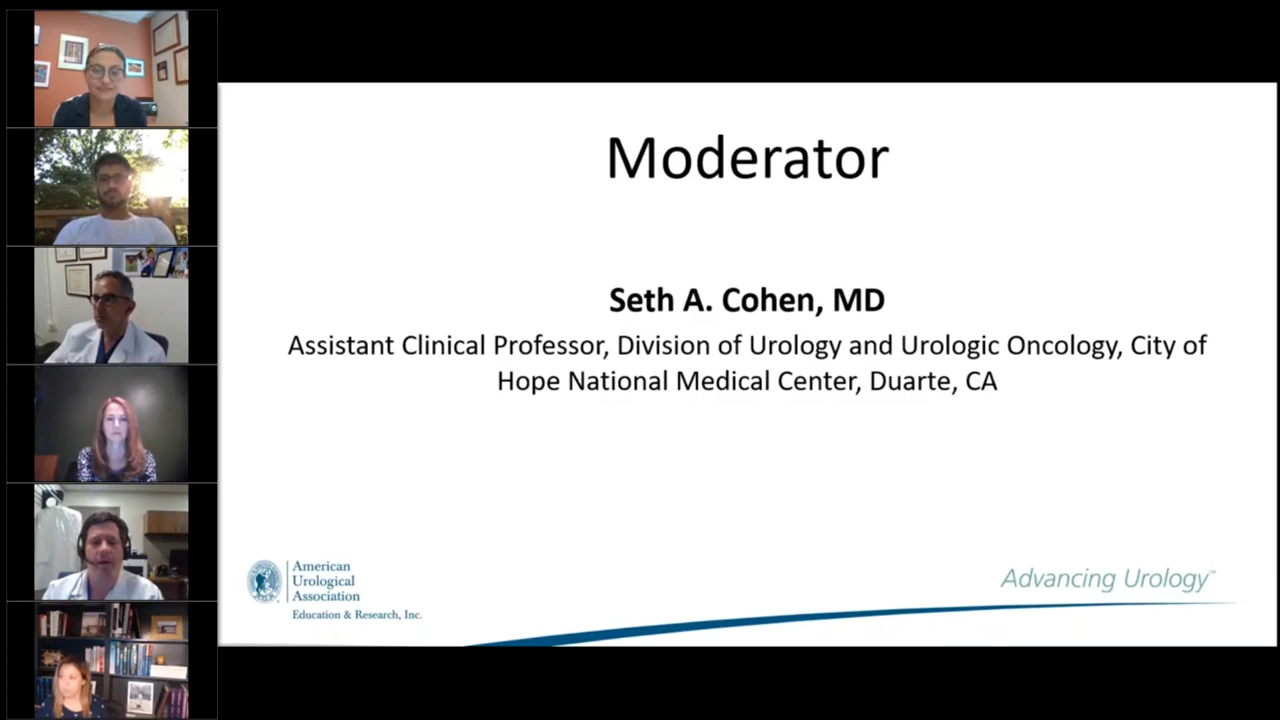 Moderator
Seth A. Cohen, MD
Assistant Clinical Professor, Division of Urology and Urologic Oncology, City of
Hope National Medical Center, Duarte, CA
American
Urological
Association
Education & Research, Inc.
Advancing Urology℠